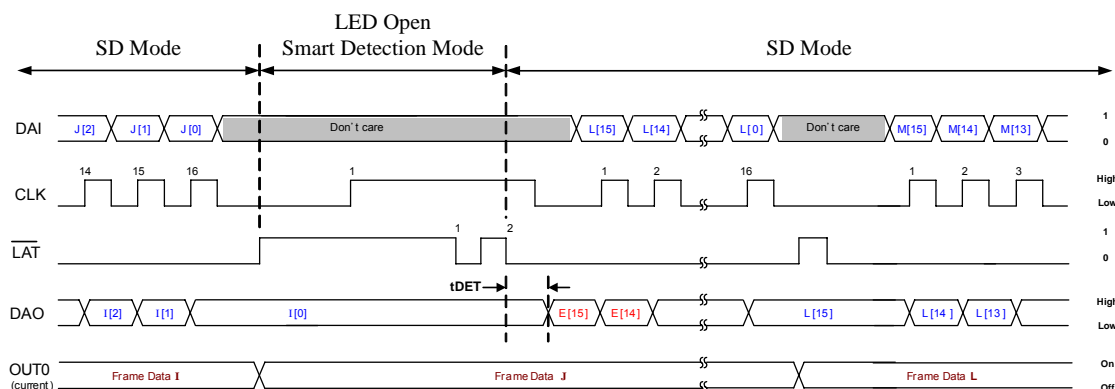 LED Open
SD Mode Smart Detection Mode SD Mode
DAI J[2] J[1] J[0] Don't care L[15] L[14] L[0] Don't care M[15] M[14] M[13] 1
0
14 15 16 1 1 2 16 1 2 3
CLK High
Low
1 2
LAT 1
0
tDET
DAO I[2] I[1] I[0] E[15] E[14] L[15] L[14] L[13] High
Low
OUT0 Frame Data I Frame Data J Frame Data L On
(current) Off